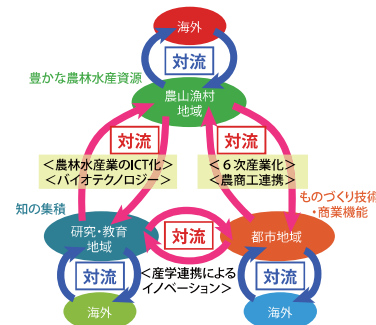 海外
対流
豊かな農林水産資源
農山漁村
地域
対流
対流
＜農林水産業のICT化＞
＜バイオテクノロジー＞
＜６次産業化＞
＜農商工連携＞
知の集積
ものづくり技術
・商業機能
研究・教育
地域
対流
都市地域
対流
＜産学連携による
イノベーション＞
対流
海外
海外